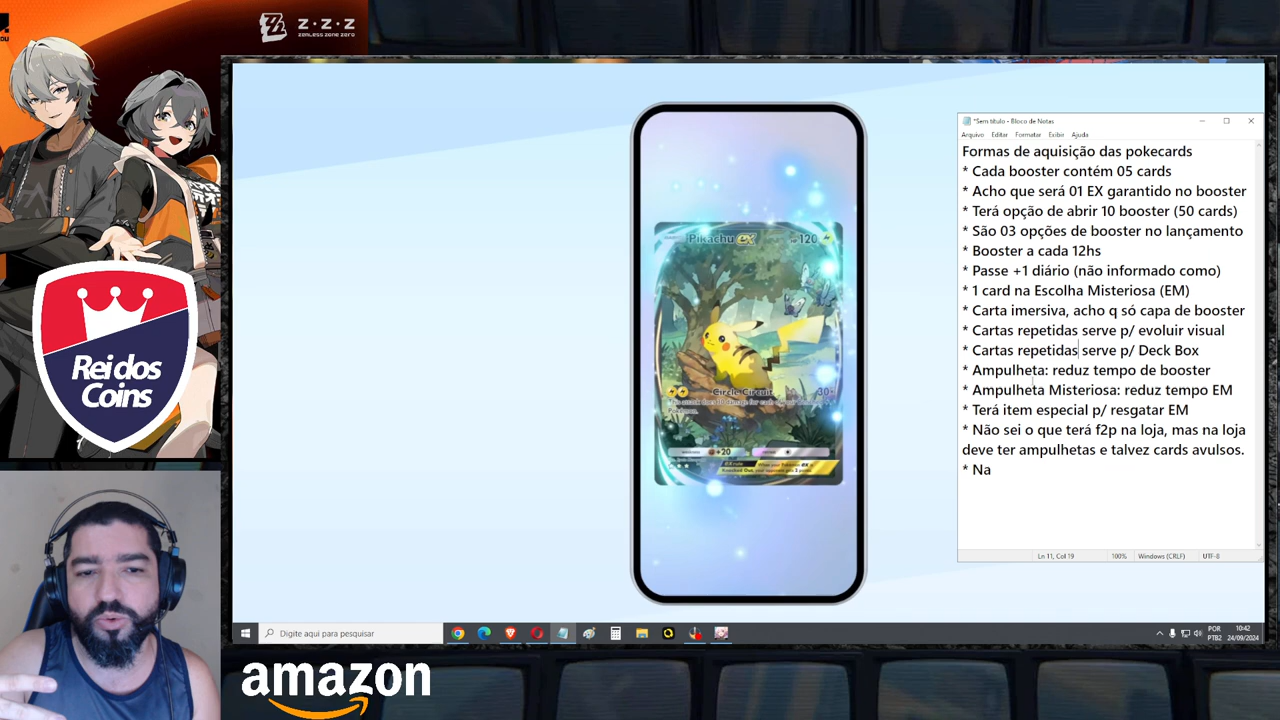 Z·Z·Z
ZENLESS ZONE ZERO
Rei dos
Coins
amazon
Pikachu ex
120
Circle Circuit
30
+20
*Sem título - Bloco de Notas
Arquivo Editar Formatar Exibir Ajuda
Formas de aquisição das pokecards
* Cada booster contém 05 cards
* Acho que será 01 EX garantido no booster
* Terá opção de abrir 10 booster (50 cards)
* São 03 opções de booster no lançamento
* Booster a cada 12hs
* Passe +1 diário (não informado como)
* 1 card na Escolha Misteriosa (EM)
* Carta imersiva, acho q só capa de booster
* Cartas repetidas serve p/ evoluir visual
* Cartas repetidas serve p/ Deck Box
* Ampulheta: reduz tempo de booster
* Ampulheta Misteriosa: reduz tempo EM
* Terá item especial p/ resgatar EM
* Não sei o que terá f2p na loja, mas na loja
deve ter ampulhetas e talvez cards avulsos.
* Na
Ln 11, Col 19 100% Windows (CRLF) UTF-8
Digite aqui para pesquisar
POR
PTB2
10:42
24/09/2024